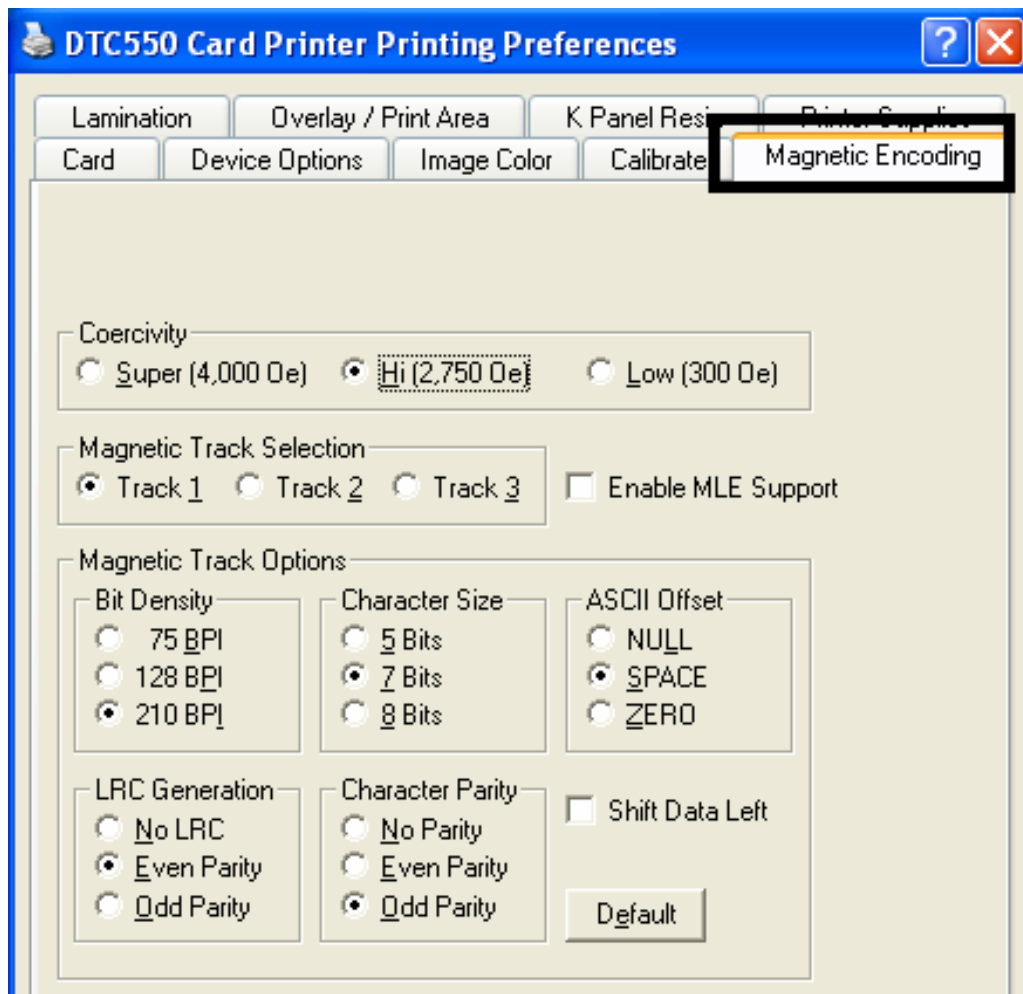 DTC550 Card Printer Printing Preferences
Lamination Overlay / Print Area K Panel Printer
Card Device Options Image Color Calibrate Magnetic Encoding
Coercivity
Super (4,000 Oe) Hi (2,750 Oe) Low (300 Oe)
Magnetic Track Selection
Track 1 Track 2 Track 3 Enable MLE Support
Magnetic Track Options
Bit Density Character Size ASCII Offset
75 BPI 5 Bits NULL
128 BPI 7 Bits SPACE
210 BPI 8 Bits ZERO
LRC Generation Character Parity
No LRC No Parity Shift Data Left
Even Parity Even Parity
Odd Parity Odd Parity Default